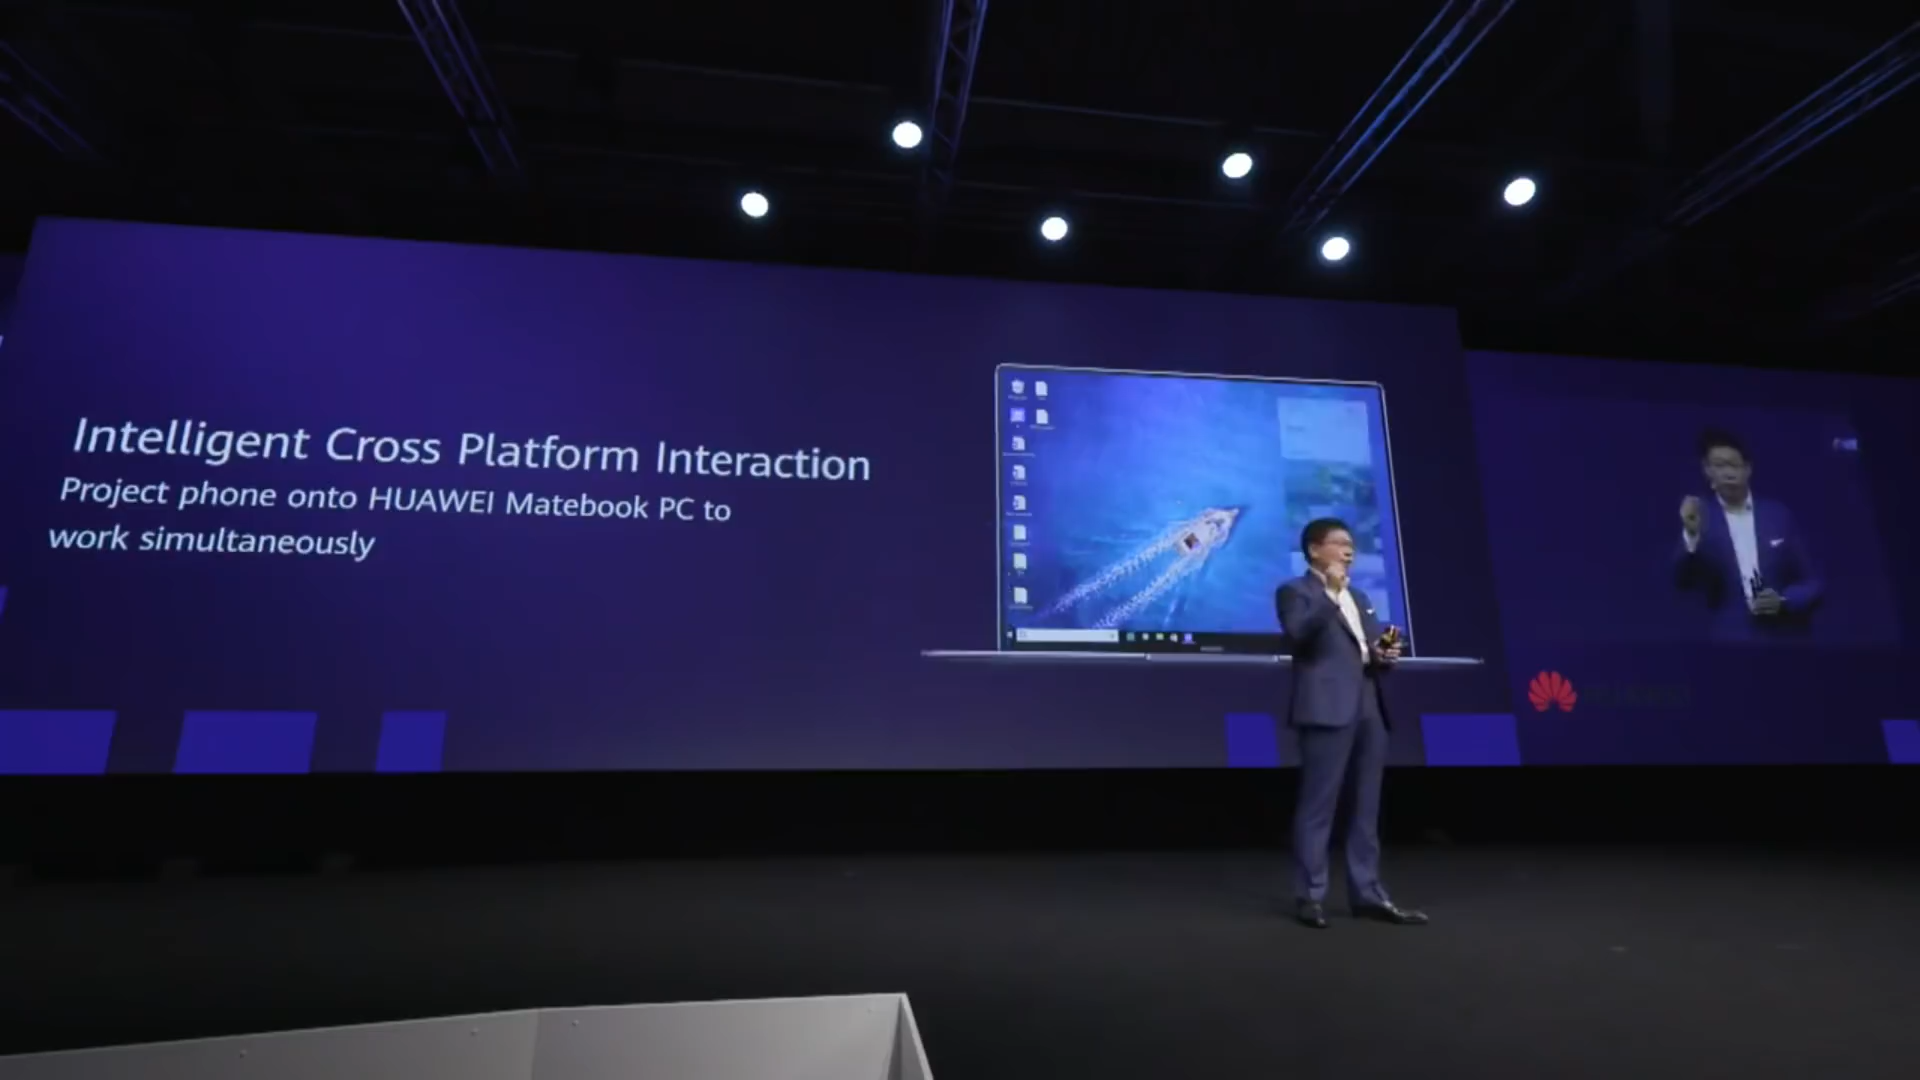 Intelligent Cross Platform Interaction
Project phone onto HUAWEI Matebook PC to
work simultaneously